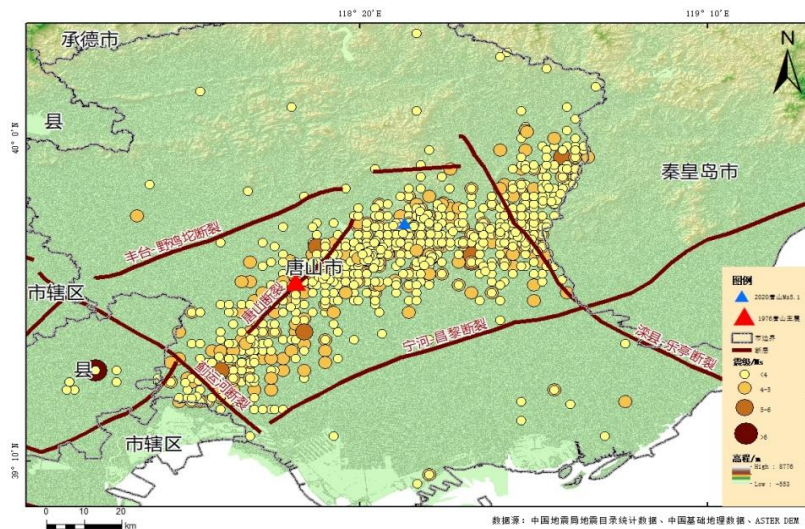 118°20′
119°10′
承德市
N
县
40°0′N
秦皇岛市
丰台-野鸡坨断裂
唐山市
市辖区
唐山断裂
宁河-昌黎断裂
滦县-乐亭断裂
县
蓟运河断裂
市辖区
39°10′N
图例
2020唐山Ms5.1
1976唐山主震
市边界
断层
震级/Ms
<4
4-5
5-6
>6
高程/m
High : 8776
Low : -553
0 10 20
km
数据源：中国地震局地震目录统计数据、中国基础地理数据、ASTER DEM